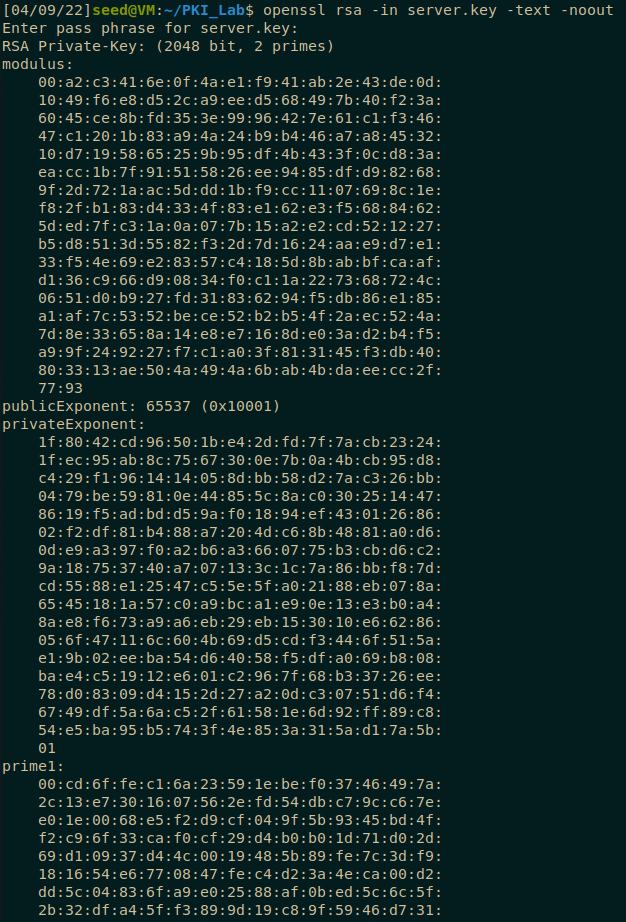 [04/09/22]seed@VM:~/PKI_Lab$ openssl rsa -in server.key -text -noout
Enter pass phrase for server.key:
RSA Private-Key: (2048 bit, 2 primes)
modulus:
    00:a2:c3:41:6e:0f:4a:e1:f9:41:ab:2e:43:de:0d:
    10:49:f6:e8:d5:2c:a9:ee:d5:68:49:7b:40:f2:3a:
    60:45:ce:8b:fd:35:3e:99:96:42:7e:61:c1:f3:46:
    47:c1:20:1b:83:a9:4a:24:b9:b4:46:a7:a8:45:32:
    10:d7:19:58:65:25:9b:95:df:4b:43:3f:0c:d8:3a:
    ea:cc:1b:7f:91:51:58:26:ee:94:85:df:d9:82:68:
    9f:2d:72:1a:ac:5d:dd:1b:f9:cc:11:07:69:8c:1e:
    f8:2f:b1:83:d4:33:4f:83:e1:62:e3:f5:68:84:62:
    5d:ed:7f:c3:1a:0a:07:7b:15:a2:e2:cd:52:12:27:
    b5:d8:51:3d:55:82:f3:2d:7d:16:24:aa:e9:d7:e1:
    33:f5:4e:69:e2:83:57:c4:18:5d:8b:ab:bf:ca:af:
    d1:36:c9:66:d9:08:34:f0:c1:1a:22:73:68:72:4c:
    06:51:d0:b9:27:fd:31:83:62:94:f5:db:86:e1:85:
    a1:af:7c:53:52:be:ce:52:b2:b5:4f:2a:ec:52:4a:
    7d:8e:33:65:8a:14:e8:e7:16:8d:e0:3a:d2:b4:f5:
    a9:9f:24:92:27:f7:c1:a0:3f:81:31:45:f3:db:40:
    80:33:13:ae:50:4a:49:4a:6b:ab:4b:da:ee:cc:2f:
    77:93
publicExponent: 65537 (0x10001)
privateExponent:
    1f:80:42:cd:96:50:1b:e4:2d:fd:7f:7a:cb:23:24:
    1f:ec:95:ab:8c:75:67:30:0e:7b:0a:4b:cb:95:d8:
    c4:29:f1:96:14:14:05:8d:bb:58:d2:7a:c3:26:bb:
    04:79:be:59:81:0e:44:85:5c:8a:c0:30:25:14:47:
    86:19:f5:ad:bd:d5:9a:f0:18:94:ef:43:01:26:86:
    02:f2:df:81:b4:88:a7:20:4d:c6:8b:48:81:a0:d6:
    0d:e9:a3:97:f0:a2:b6:a3:66:07:75:b3:cb:d6:c2:
    9a:18:75:37:40:a7:07:13:3c:1c:7a:86:bb:f8:7d:
    cd:55:88:e1:25:47:c5:5e:5f:a0:21:88:eb:07:8a:
    65:45:18:1a:57:c0:a9:bc:a1:e9:0e:13:e3:b0:a4:
    8a:e8:f6:73:a9:a6:eb:29:eb:15:30:10:e6:62:86:
    05:6f:47:11:6c:60:4b:69:d5:cd:f3:44:6f:51:5a:
    e1:9b:02:ee:ba:54:d6:40:58:f5:df:a0:69:b8:08:
    ba:e4:c5:19:12:e6:01:c2:96:7f:68:b3:37:26:ee:
    78:d0:83:09:d4:15:2d:27:a2:0d:c3:07:51:d6:f4:
    67:49:df:5a:6a:c5:2f:61:58:1e:6d:92:ff:89:c8:
    54:e5:ba:95:b5:74:3f:4e:85:3a:31:5a:d1:7a:5b:
    01
prime1:
    00:cd:6f:fe:c1:6a:23:59:1e:be:f0:37:46:49:7a:
    2c:13:e7:30:16:07:56:2e:fd:54:db:c7:9c:c6:7e:
    e0:1e:00:68:e5:f2:d9:cf:04:9f:5b:93:45:bd:4f:
    f2:c9:6f:33:ca:f0:cf:29:d4:b0:b0:1d:71:d0:2d:
    69:d1:09:37:d4:4c:00:19:48:5b:89:fe:7c:3d:f9:
    18:16:54:e6:77:08:47:fe:c4:d2:3a:4e:ca:00:d2:
    dd:5c:04:83:6f:a9:e0:25:88:af:0b:ed:5c:6c:5f:
    2b:32:df:a4:5f:f3:89:9d:19:c8:9f:59:46:d7:31: